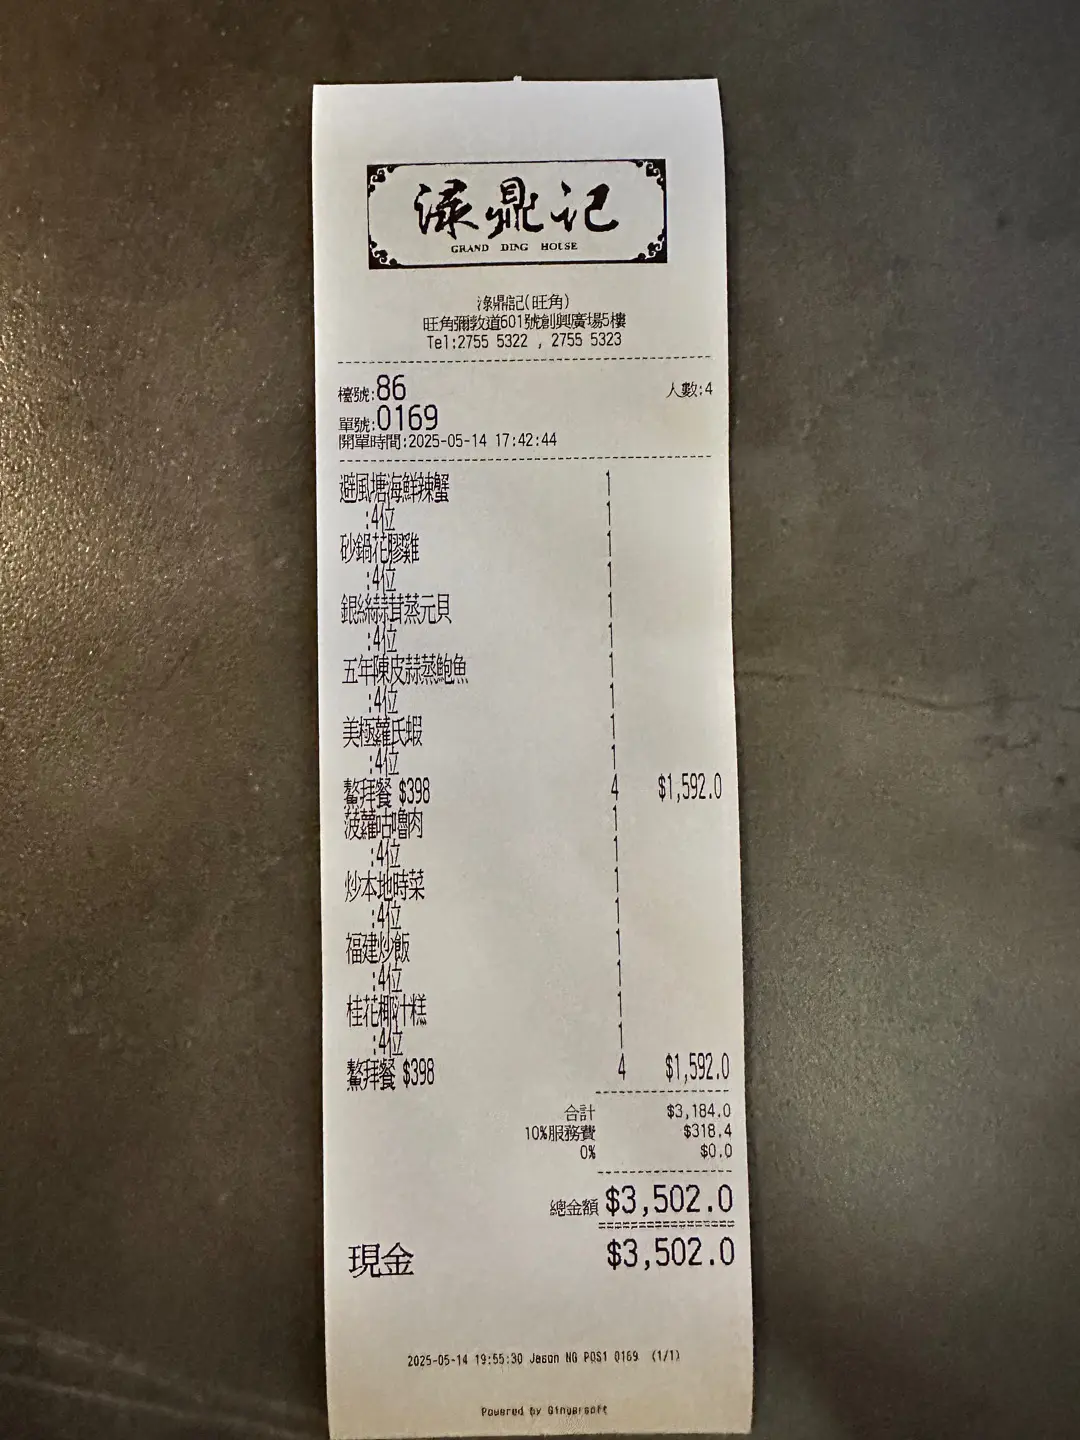 渌鼎記
GRAND DING HOUSE
渌鼎記(旺角)
旺角彌敦道601號創興廣場5樓
Tel:2755 5322 , 2755 5323
檯號:86 人數:4
單號:0169
開單時間:2025-05-14 17:42:44
避風塘海鮮辣蟹 1
:4位 1
砂鍋花膠雞 1
:4位 1
銀絲蒜茸蒸元貝 1
:4位 1
五年陳皮蒜蒸鮑魚 1
:4位 1
美極蘿氏蝦 1
:4位 1
鰲拜餐 $398 4 $1,592.0
菠蘿咕嚕肉 1
:4位 1
炒本地時菜 1
:4位 1
福建炒飯 1
:4位 1
桂花椰汁糕 1
:4位 1
鰲拜餐 $398 4 $1,592.0
合計 $3,184.0
10%服務費 $318.4
0% $0.0
總金額 $3,502.0
現金 $3,502.0
2025-05-14 19:55:30 Jason NG POS1 0169 (1/1)
Powered by Gingersoft